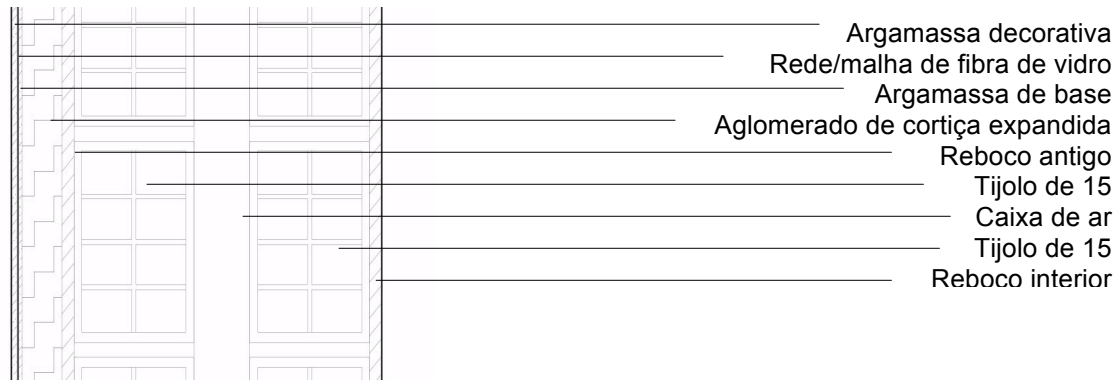 Argamassa decorativa
Rede/malha de fibra de vidro
Argamassa de base
Aglomerado de cortiça expandida
Reboco antigo
Tijolo de 15
Caixa de ar
Tijolo de 15
Reboco interior